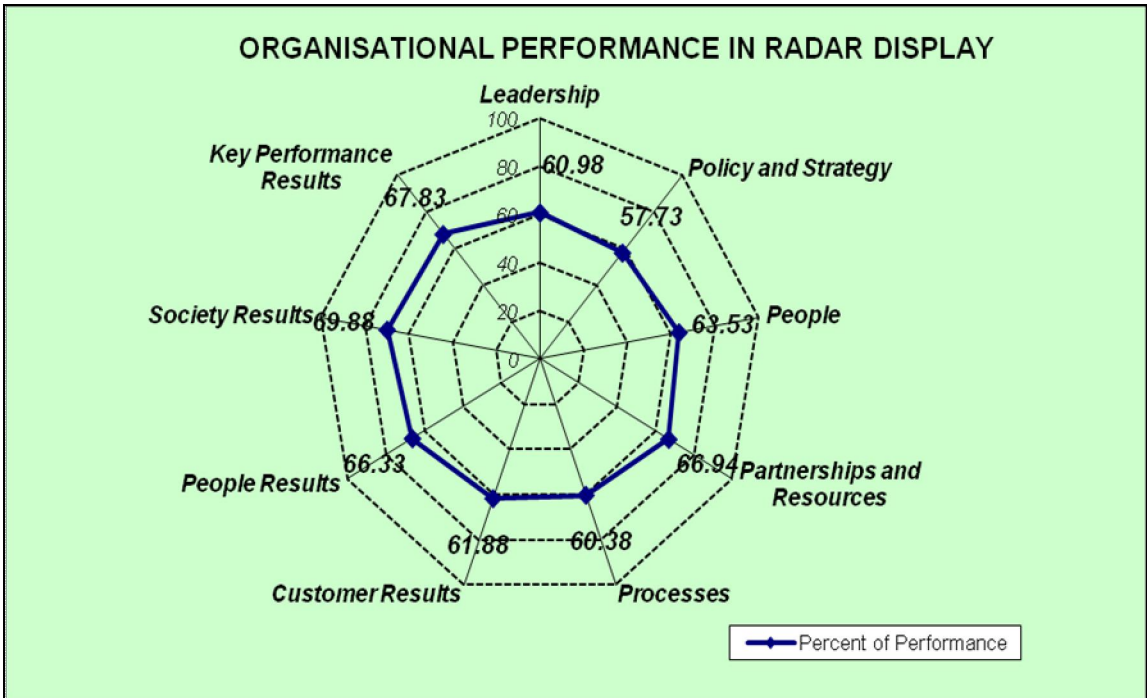 ORGANISATIONAL PERFORMANCE IN RADAR DISPLAY
Leadership
100
80
60
40
20
0
60.98
Policy and Strategy
57.73
People
63.53
Partnerships and
Resources
66.94
Processes
60.38
Customer Results
61.88
People Results
66.33
Society Results
69.88
Key Performance
Results
67.83
Percent of Performance